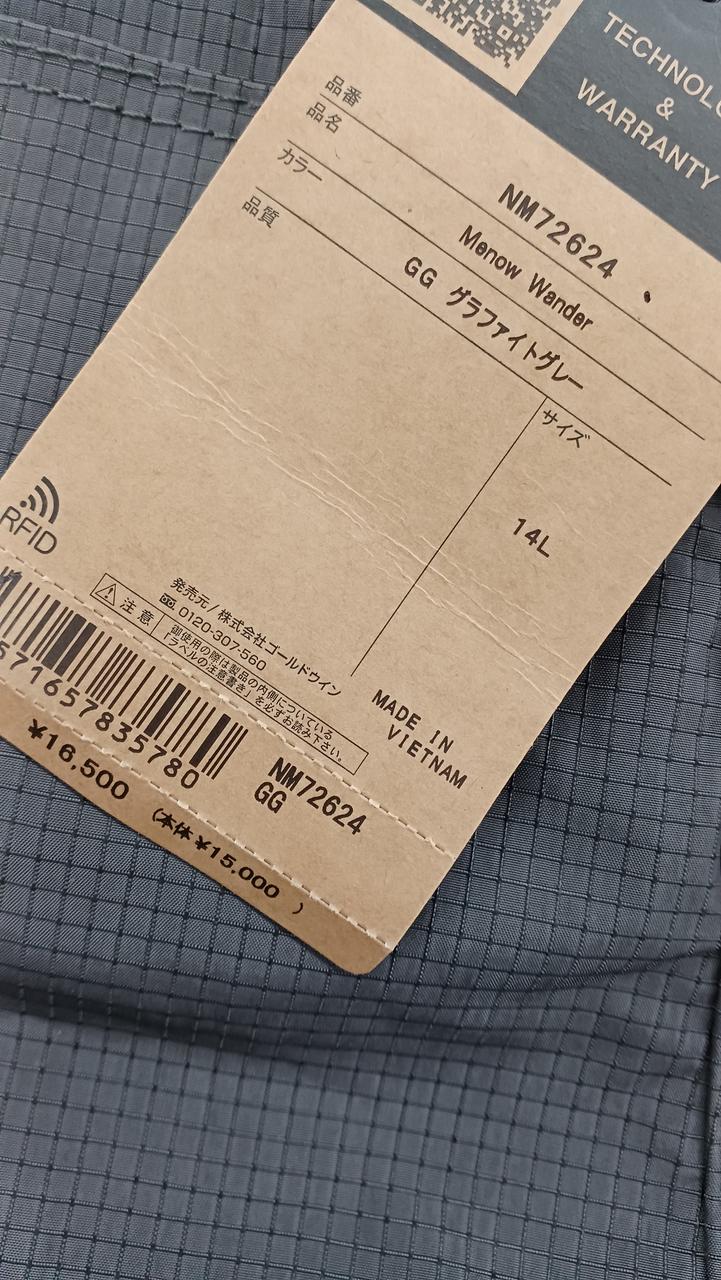 TECHNOLO
&
WARRANTY
品番 NM72624
品名 Menow Wander
カラー GG グラファイトグレー
品質
サイズ
14L
RFID
発売元/株式会社ゴールドウイン
0120-307-560
注意
御使用の際は製品の内側についている
「ラベルの注意書き」を必ずお読み下さい。
MADE IN
VIETNAM
571657835780
NM72624
GG
¥16,500 (本体¥15,000 )